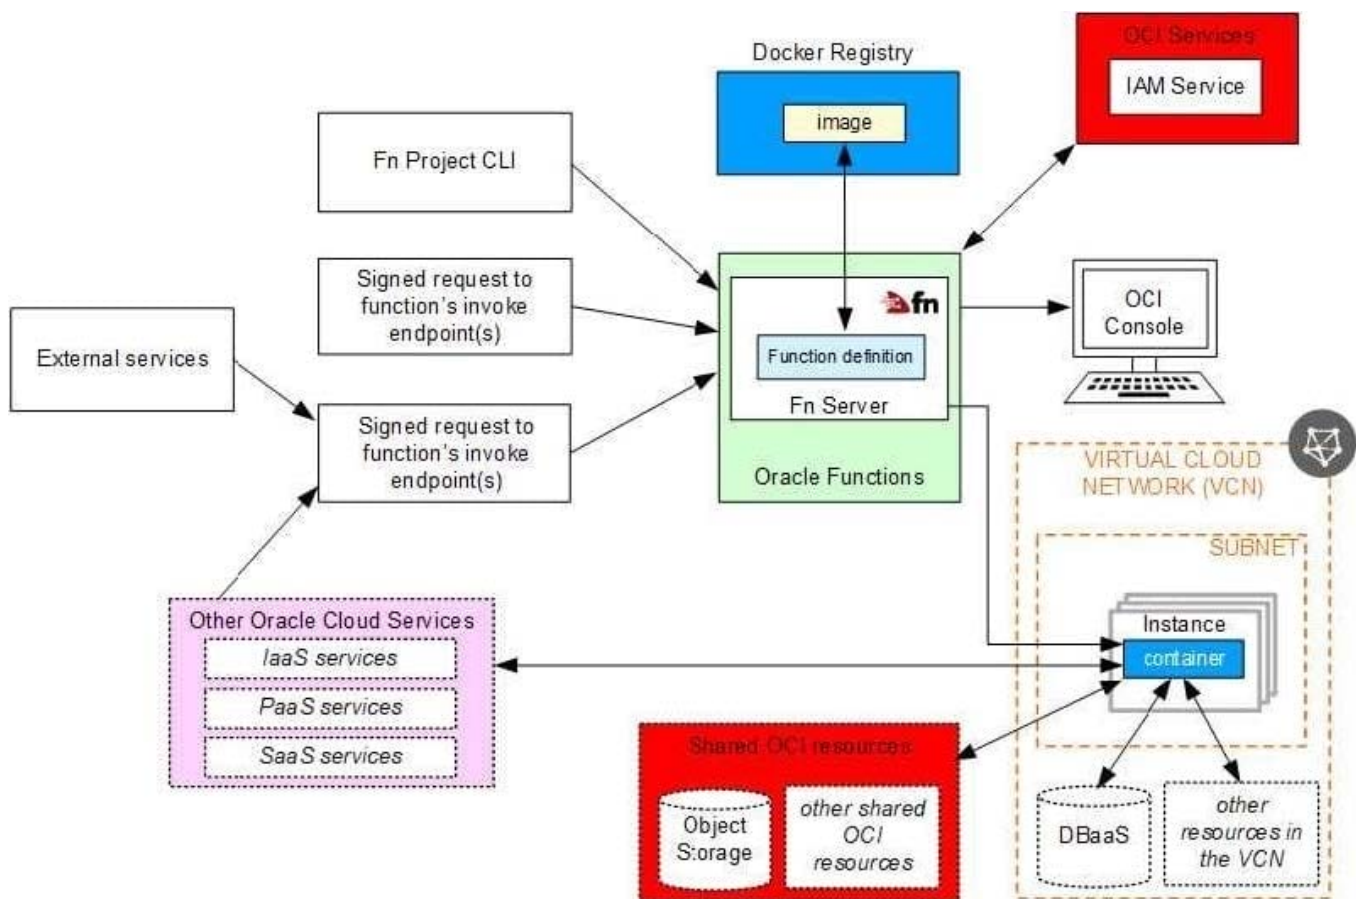 Docker Registry
image
OCI Services
IAM Service
Fn Project CLI
Signed request to
function's invoke
endpoint(s)
External services
Signed request to
function's invoke
endpoint(s)
fn
Function definition
Fn Server
Oracle Functions
OCI
Console
VIRTUAL CLOUD
NETWORK (VCN)
SUBNET
Instance
container
Other Oracle Cloud Services
IaaS services
PaaS services
SaaS services
Shared OCI resources
Object
S:orage
other shared
OCI
resources
DBaaS
other
resources in
the VCN